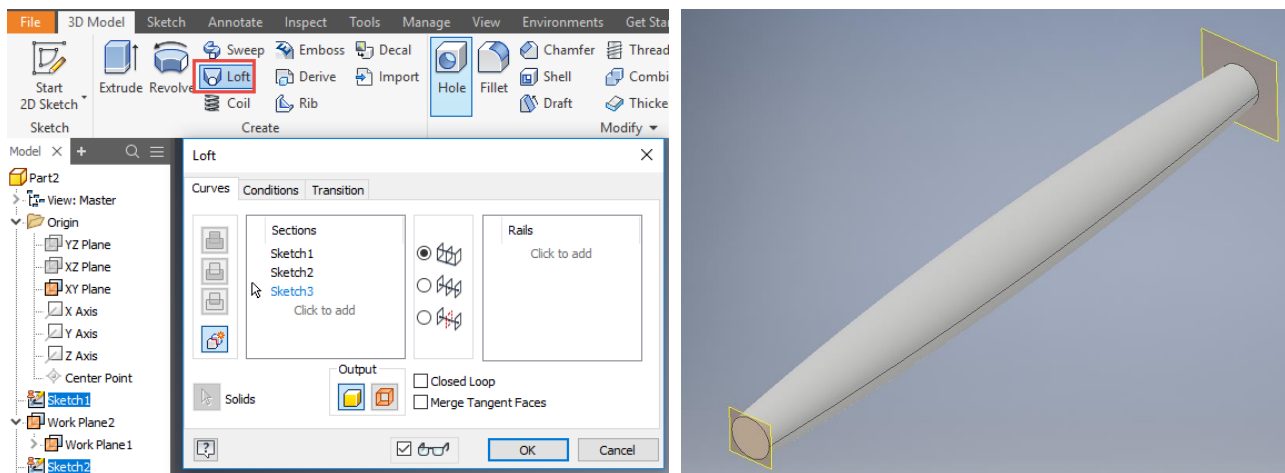 File 3D Model Sketch Annotate Inspect Tools Manage View Environments Get Sta
Start
2D Sketch
Extrude Revolve
Sweep Emboss Decal
Loft Derive Import
Coil Rib
Hole Fillet
Chamfer Thread
Shell Combi
Draft Thicke
Sketch Create Modify
Model × +
Part2
View: Master
Origin
YZ Plane
XZ Plane
XY Plane
X Axis
Y Axis
Z Axis
Center Point
Sketch1
Work Plane2
Work Plane1
Sketch2
Loft
Curves Conditions Transition
Sections
Sketch1
Sketch2
Sketch3
Click to add
Rails
Click to add
Solids
Output
Closed Loop
Merge Tangent Faces
? OK Cancel